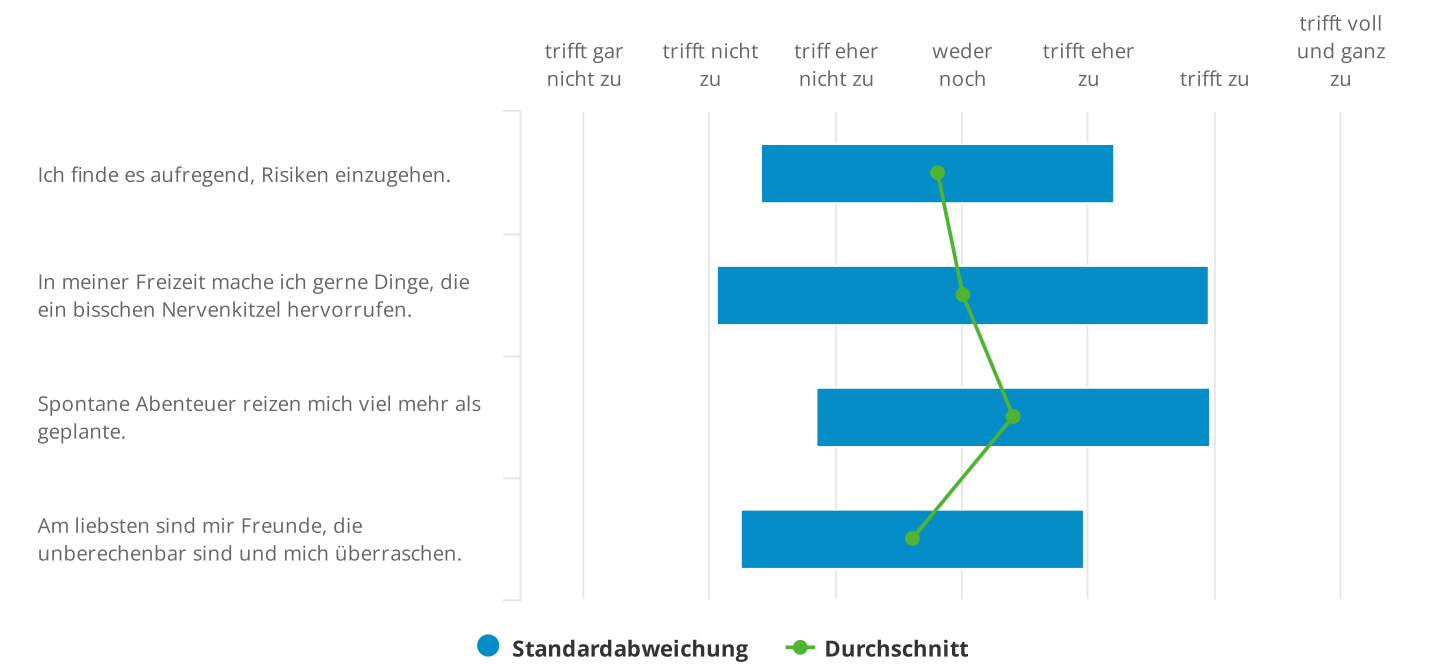 trifft gar
nicht zu
trifft nicht
zu
triff eher
nicht zu
weder
noch
trifft eher
zu
trifft zu
trifft voll
und ganz
zu
Ich finde es aufregend, Risiken einzugehen.
In meiner Freizeit mache ich gerne Dinge, die
ein bisschen Nervenkitzel hervorrufen.
Spontane Abenteuer reizen mich viel mehr als
geplante.
Am liebsten sind mir Freunde, die
unberechenbar sind und mich überraschen.
Standardabweichung
Durchschnitt